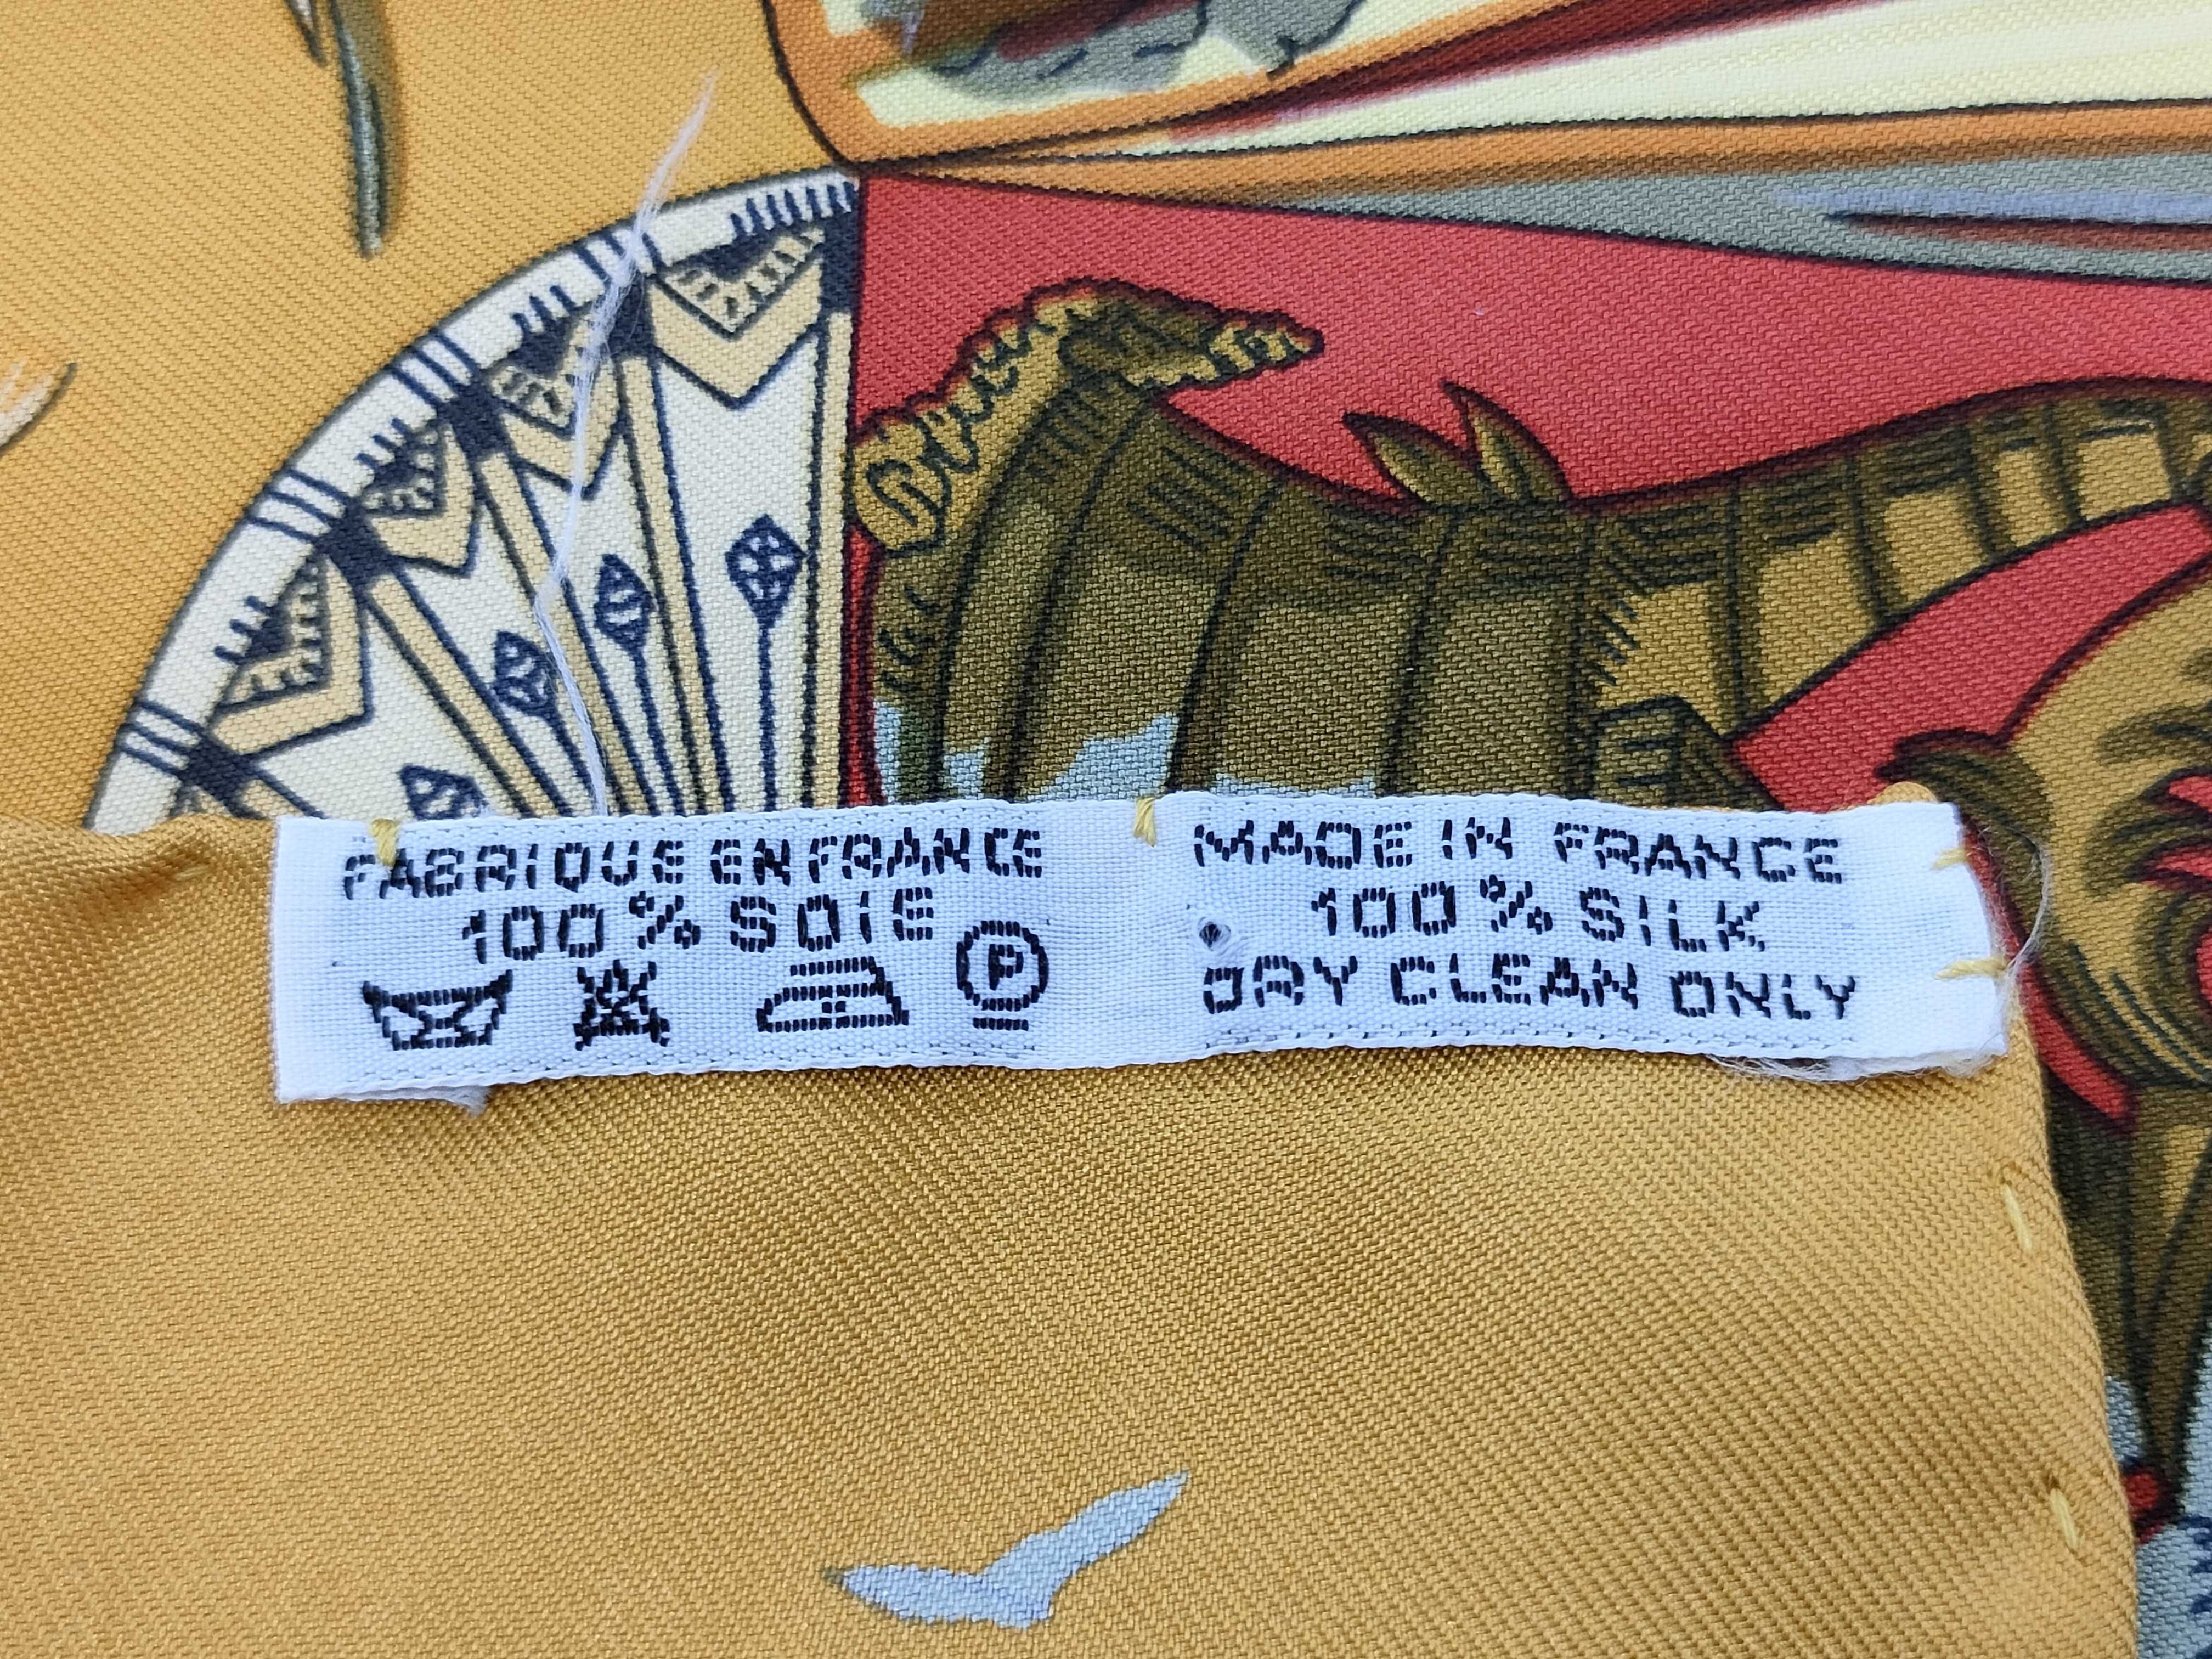 FABRIQUE EN FRANCE
100 % SOIE
P
MADE IN FRANCE
100 % SILK
DRY CLEAN ONLY